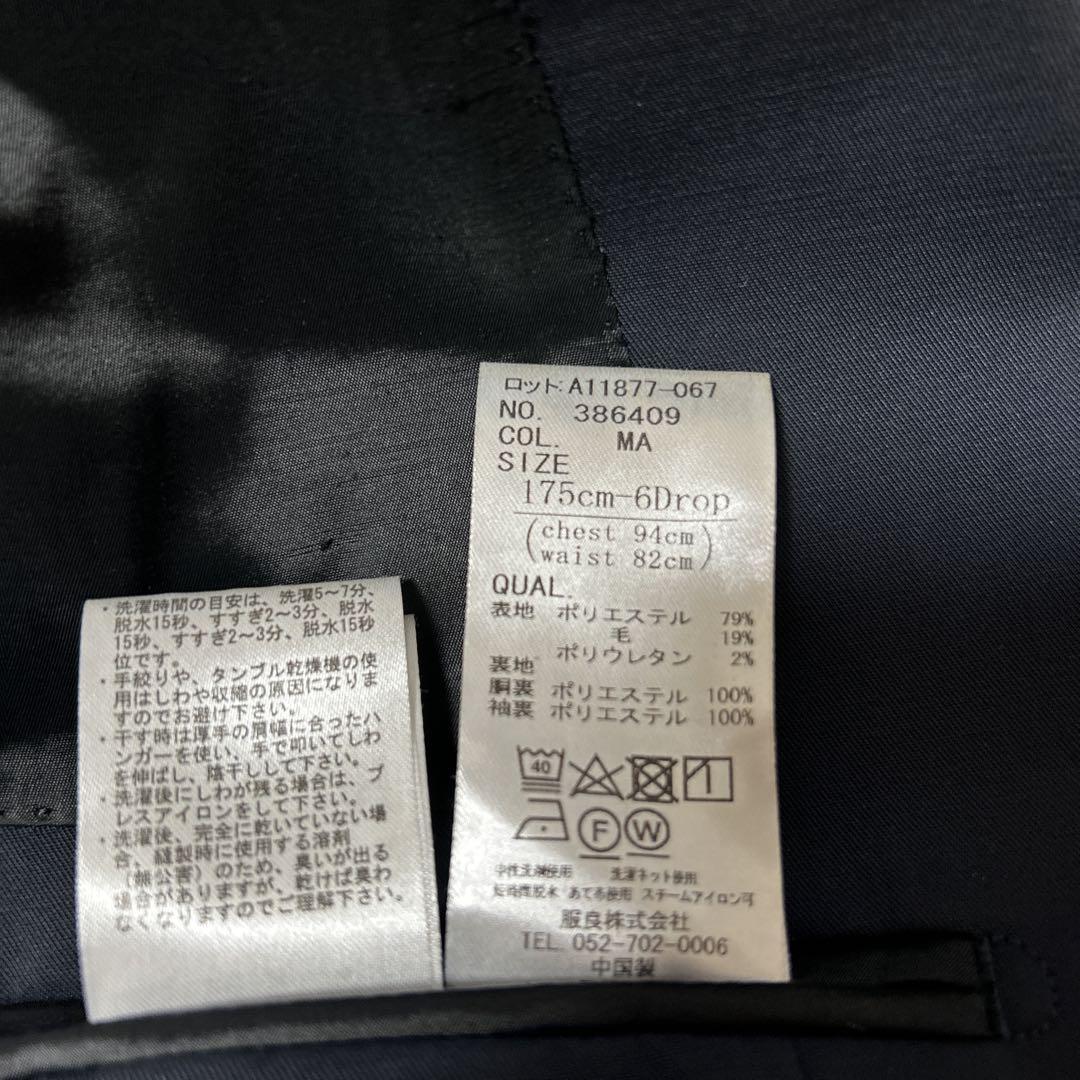 ロット:A11877-067
NO. 386409
COL. MA
SIZE
175cm-6Drop
(chest 94cm
waist 82cm)
QUAL.
表地 ポリエステル 79%
毛 19%
ポリウレタン 2%
裏地
胴裏 ポリエステル 100%
袖裏 ポリエステル 100%
40
F W
中性洗剤使用 洗濯ネット使用
短時間脱水 あて布使用 スチームアイロン可
服良株式会社
TEL. 052-702-0006
中国製
・洗濯時間の目安は、洗濯5〜7分、
脱水15秒、すすぎ2〜3分、脱水
15秒、すすぎ2〜3分、脱水15秒
位です。
・手絞りや、タンブル乾燥機の使
用はしわや収縮の原因になりま
すのでお避け下さい。
・干す時は厚手の肩幅に合ったハ
ンガーを使い、手で叩いてしわ
を伸ばし、陰干しして下さい。
・洗濯後にしわが残る場合は、プ
レスアイロンをして下さい。
・洗濯後、完全に乾いていない場
合、縫製時に使用する溶剤
(無公害)のため、臭いが出る
場合がありますが、乾けば臭わ
なくなりますのでご理解下さい。